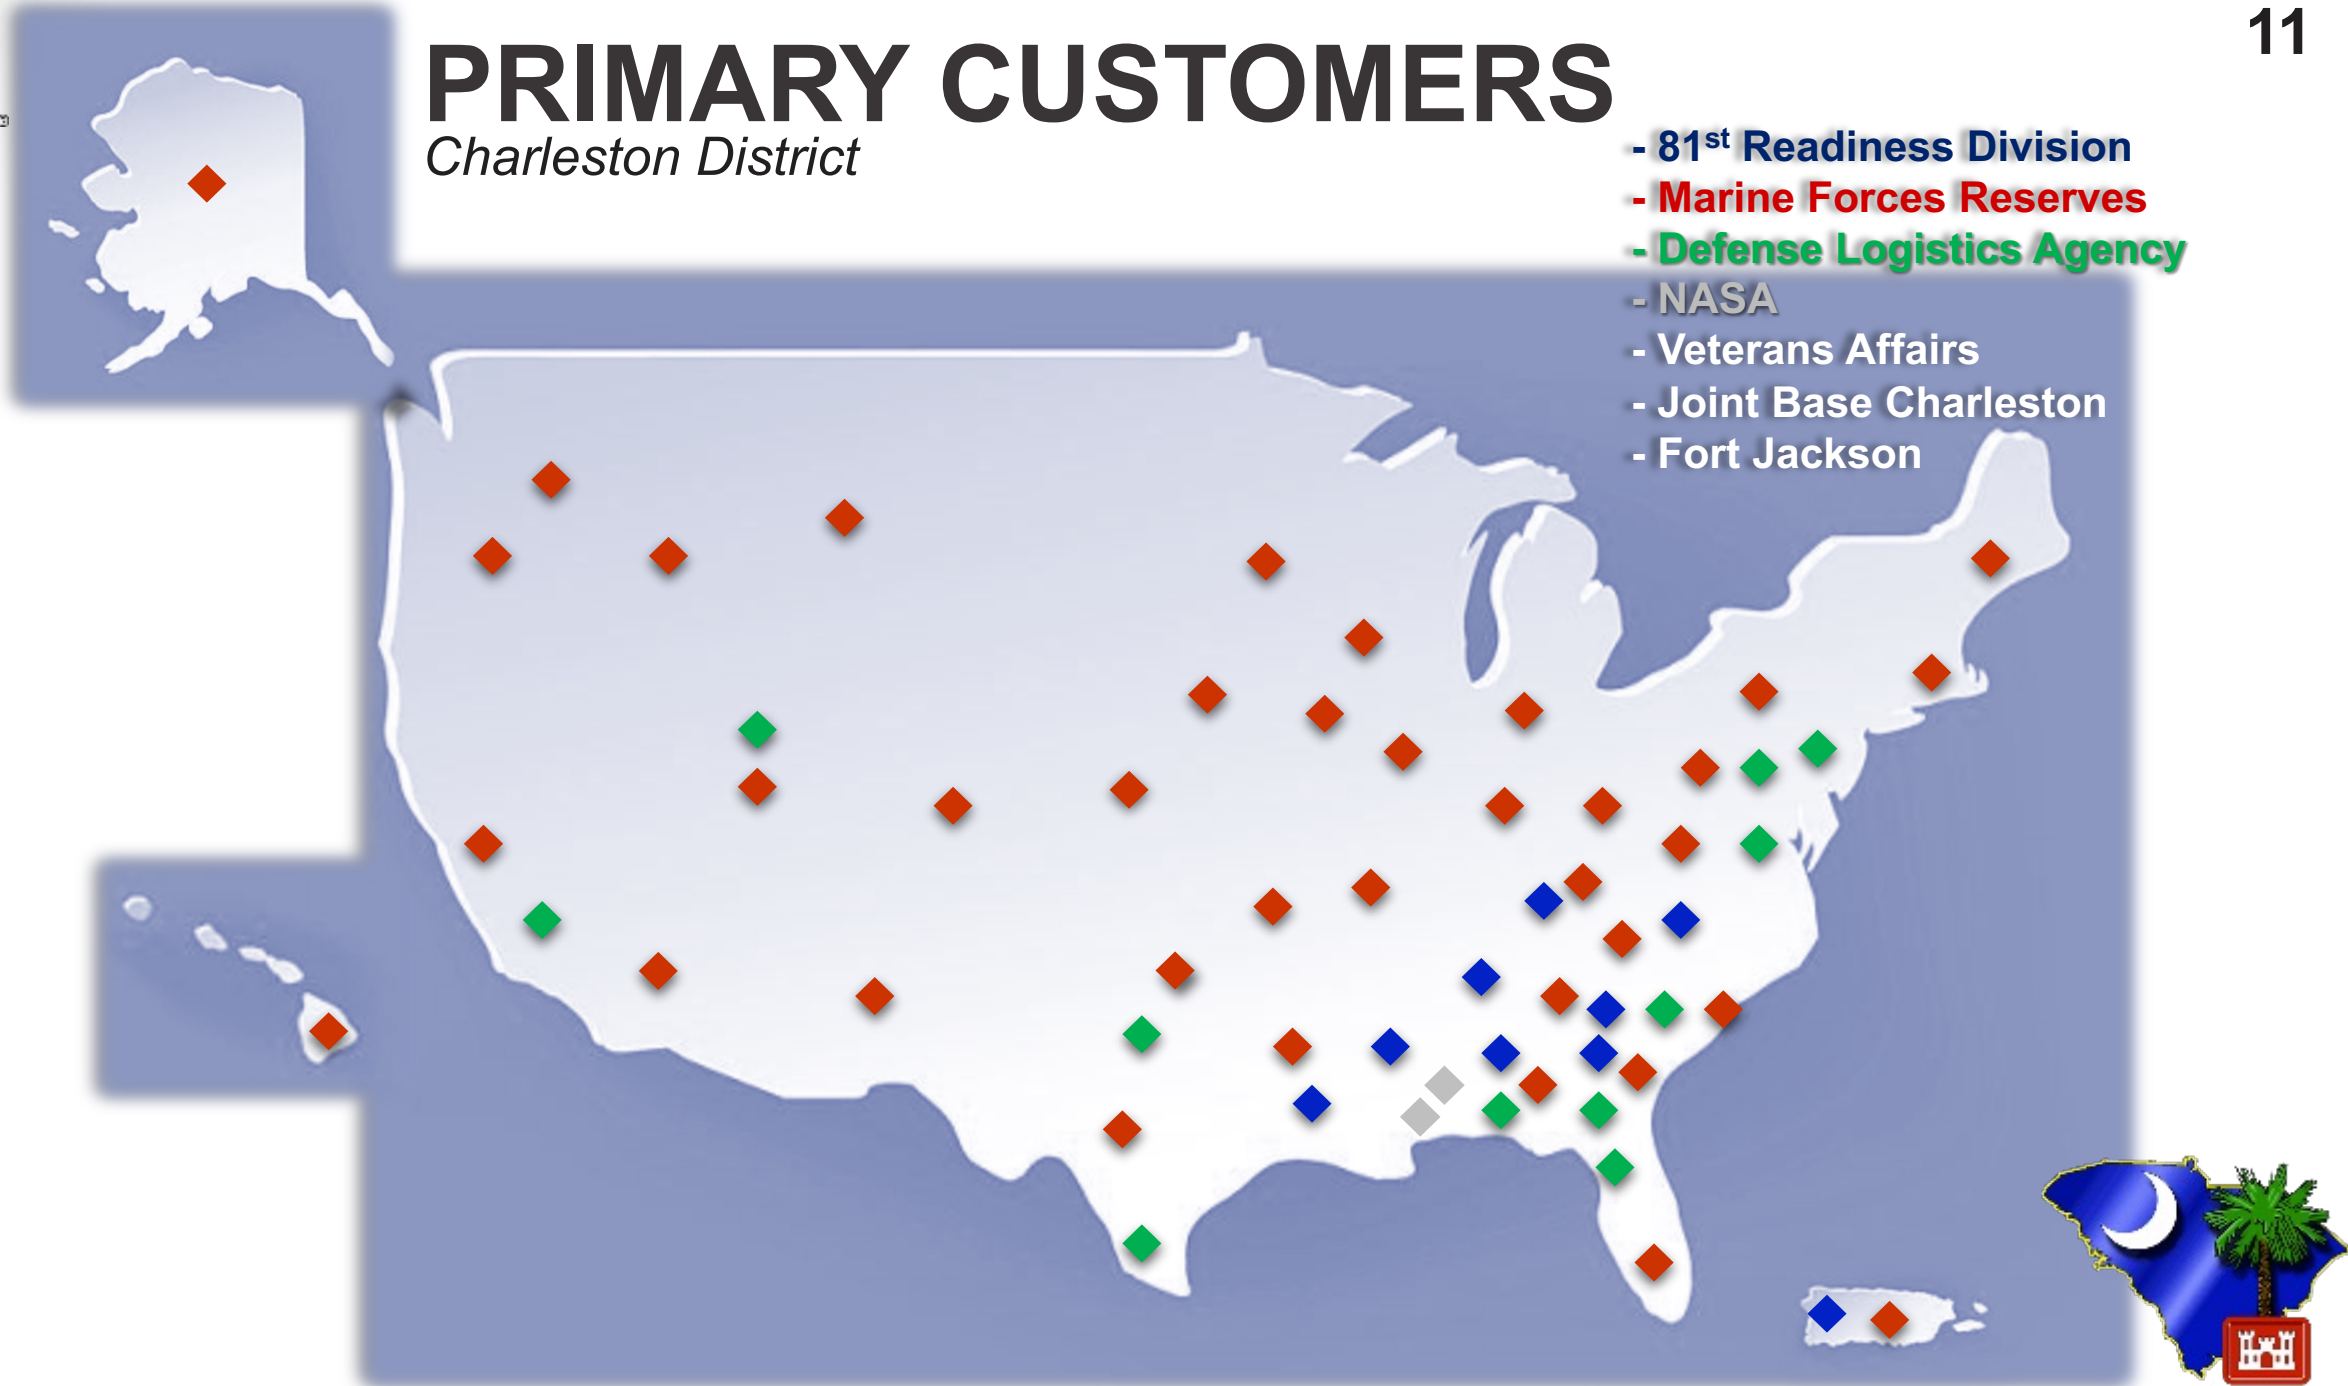 11
PRIMARY CUSTOMERS
Charleston District
- 81st Readiness Division
- Marine Forces Reserves
- Defense Logistics Agency
- NASA
- Veterans Affairs
- Joint Base Charleston
- Fort Jackson